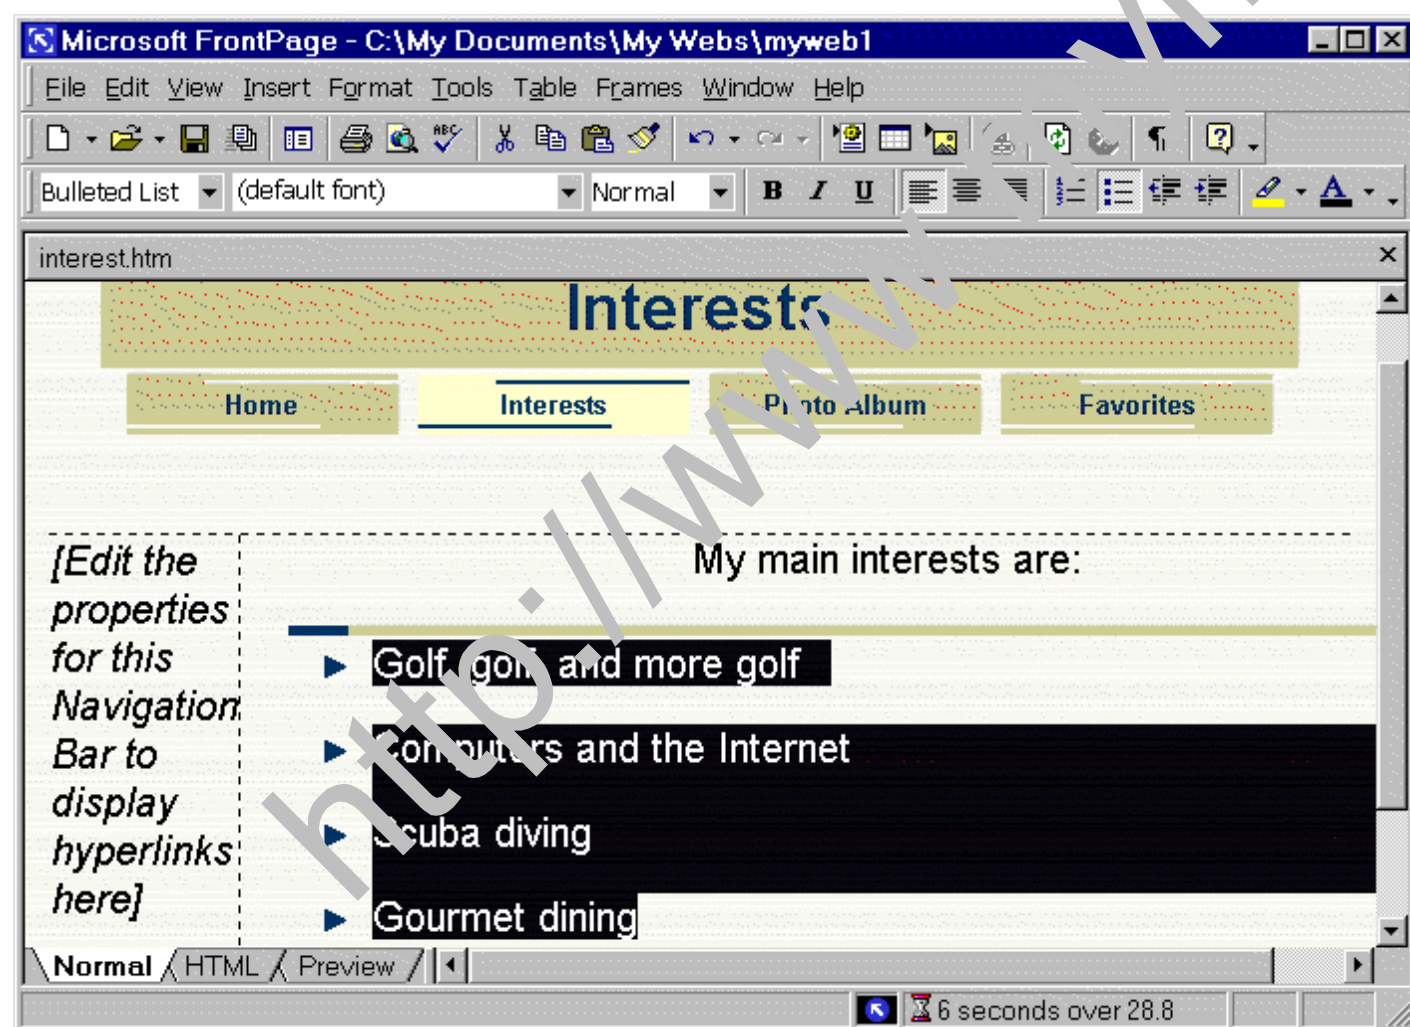 Microsoft FrontPage - C:\My Documents\My Webs\myweb1
File Edit View Insert Format Tools Table Frames Window Help
ABC
Bulleted List (default font) Normal B I U A
interest.htm
Interests
Home Interests Photo Album Favorites
My main interests are:
[Edit the
properties
for this
Navigation
Bar to
display
hyperlinks
here]
Golf, golf, and more golf
Computers and the Internet
Scuba diving
Gourmet dining
Normal HTML Preview
6 seconds over 28.8
http://www